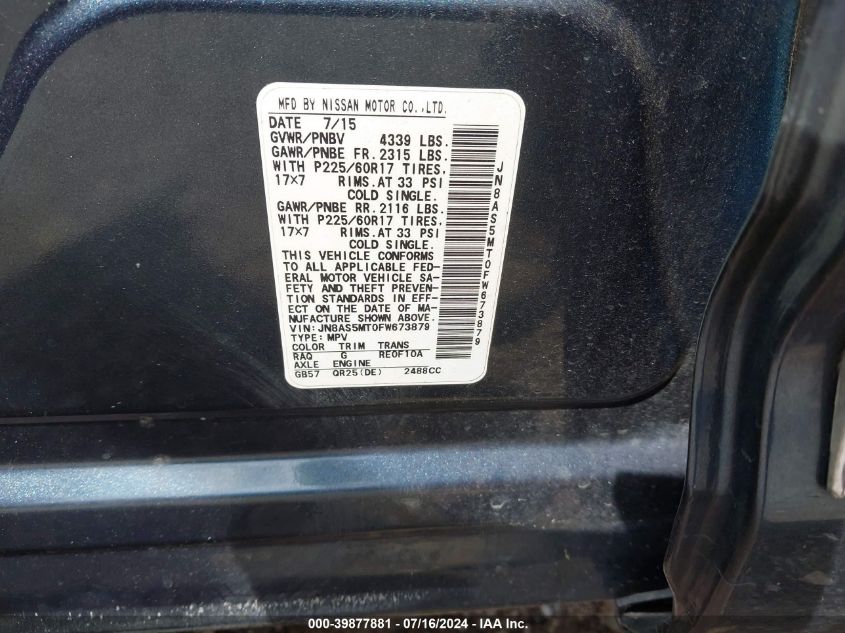 MFD BY NISSAN MOTOR CO.,LTD.
DATE 7/15
GVWR/PNBV 4339 LBS.
GAWR/PNBE FR. 2315 LBS.
WITH P225/60R17 TIRES,
17×7 RIMS.AT 33 PSI
COLD SINGLE.
GAWR/PNBE RR. 2116 LBS.
WITH P225/60R17 TIRES,
17×7 RIMS.AT 33 PSI
COLD SINGLE.
THIS VEHICLE CONFORMS
TO ALL APPLICABLE FED-
ERAL MOTOR VEHICLE SA-
FETY AND THEFT PREVEN-
TION STANDARDS IN EFF-
ECT ON THE DATE OF MA-
NUFACTURE SHOWN ABOVE
VIN:JN8AS5MT0FW673879
TYPE: MPV
COLOR TRIM TRANS
RAQ G RE0F10A
AXLE ENGINE
GB57 QR25(DE) 2488CC
JN8AS5MT0FW673879
000-39877881 - 07/16/2024 - IAA Inc.